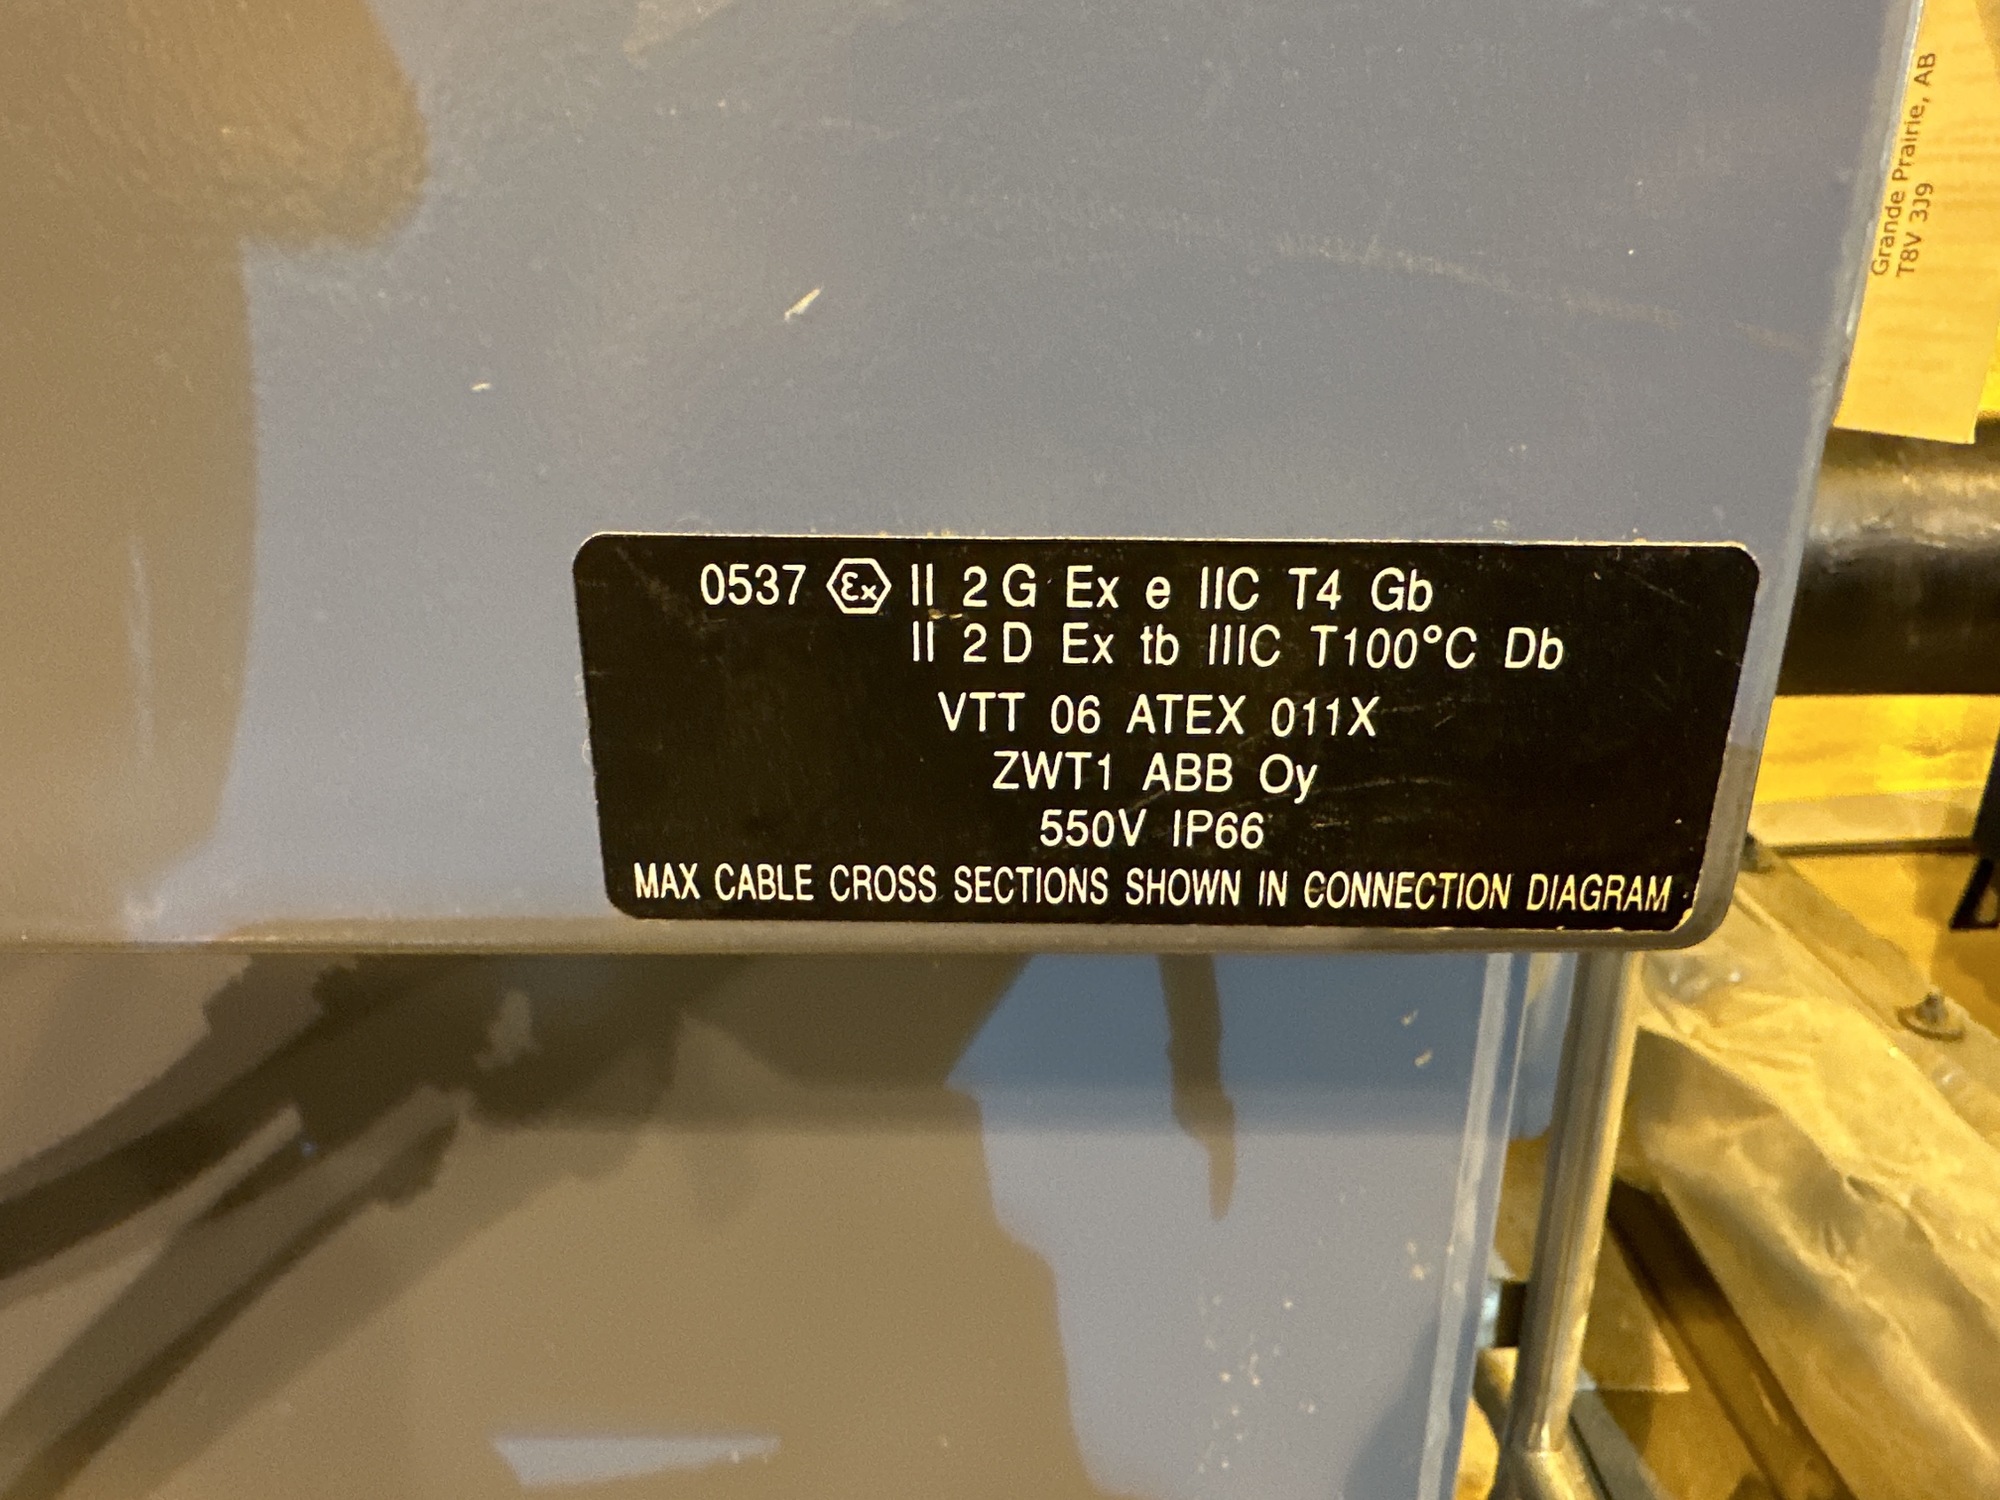 0537 Ex II 2 G Ex e IIC T4 Gb
II 2 D Ex tb IIIC T100°C Db
VTT 06 ATEX 011X
ZWT1 ABB Oy
550V IP66
MAX CABLE CROSS SECTIONS SHOWN IN CONNECTION DIAGRAM
Grande Prairie, AB
T8V 3J9